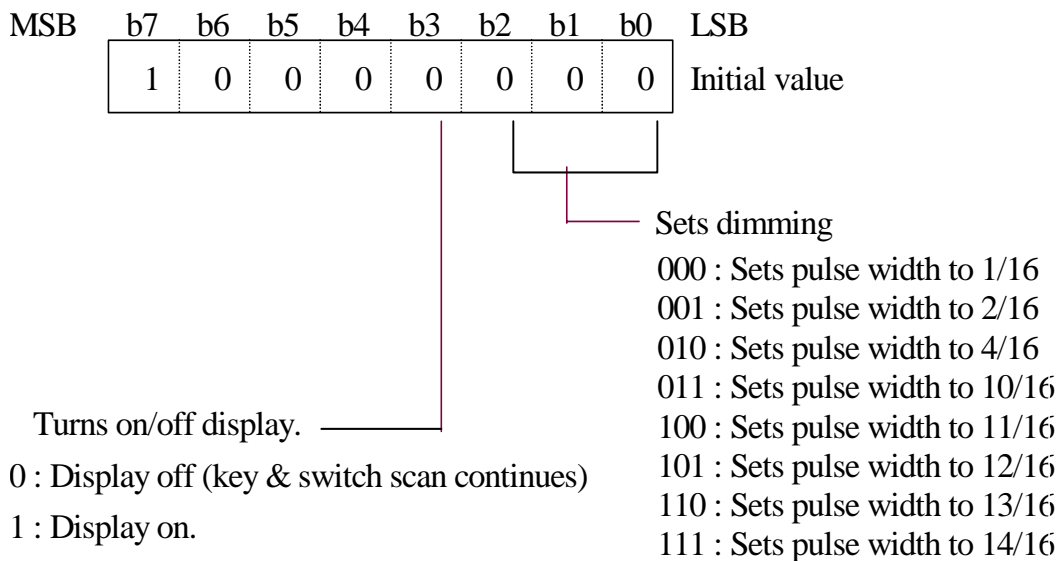 MSB b7 b6 b5 b4 b3 b2 b1 b0 LSB
1 0 0 0 0 0 0 0 Initial value
Sets dimming
000 : Sets pulse width to 1/16
001 : Sets pulse width to 2/16
010 : Sets pulse width to 4/16
011 : Sets pulse width to 10/16
100 : Sets pulse width to 11/16
101 : Sets pulse width to 12/16
110 : Sets pulse width to 13/16
111 : Sets pulse width to 14/16
Turns on/off display.
0 : Display off (key & switch scan continues)
1 : Display on.